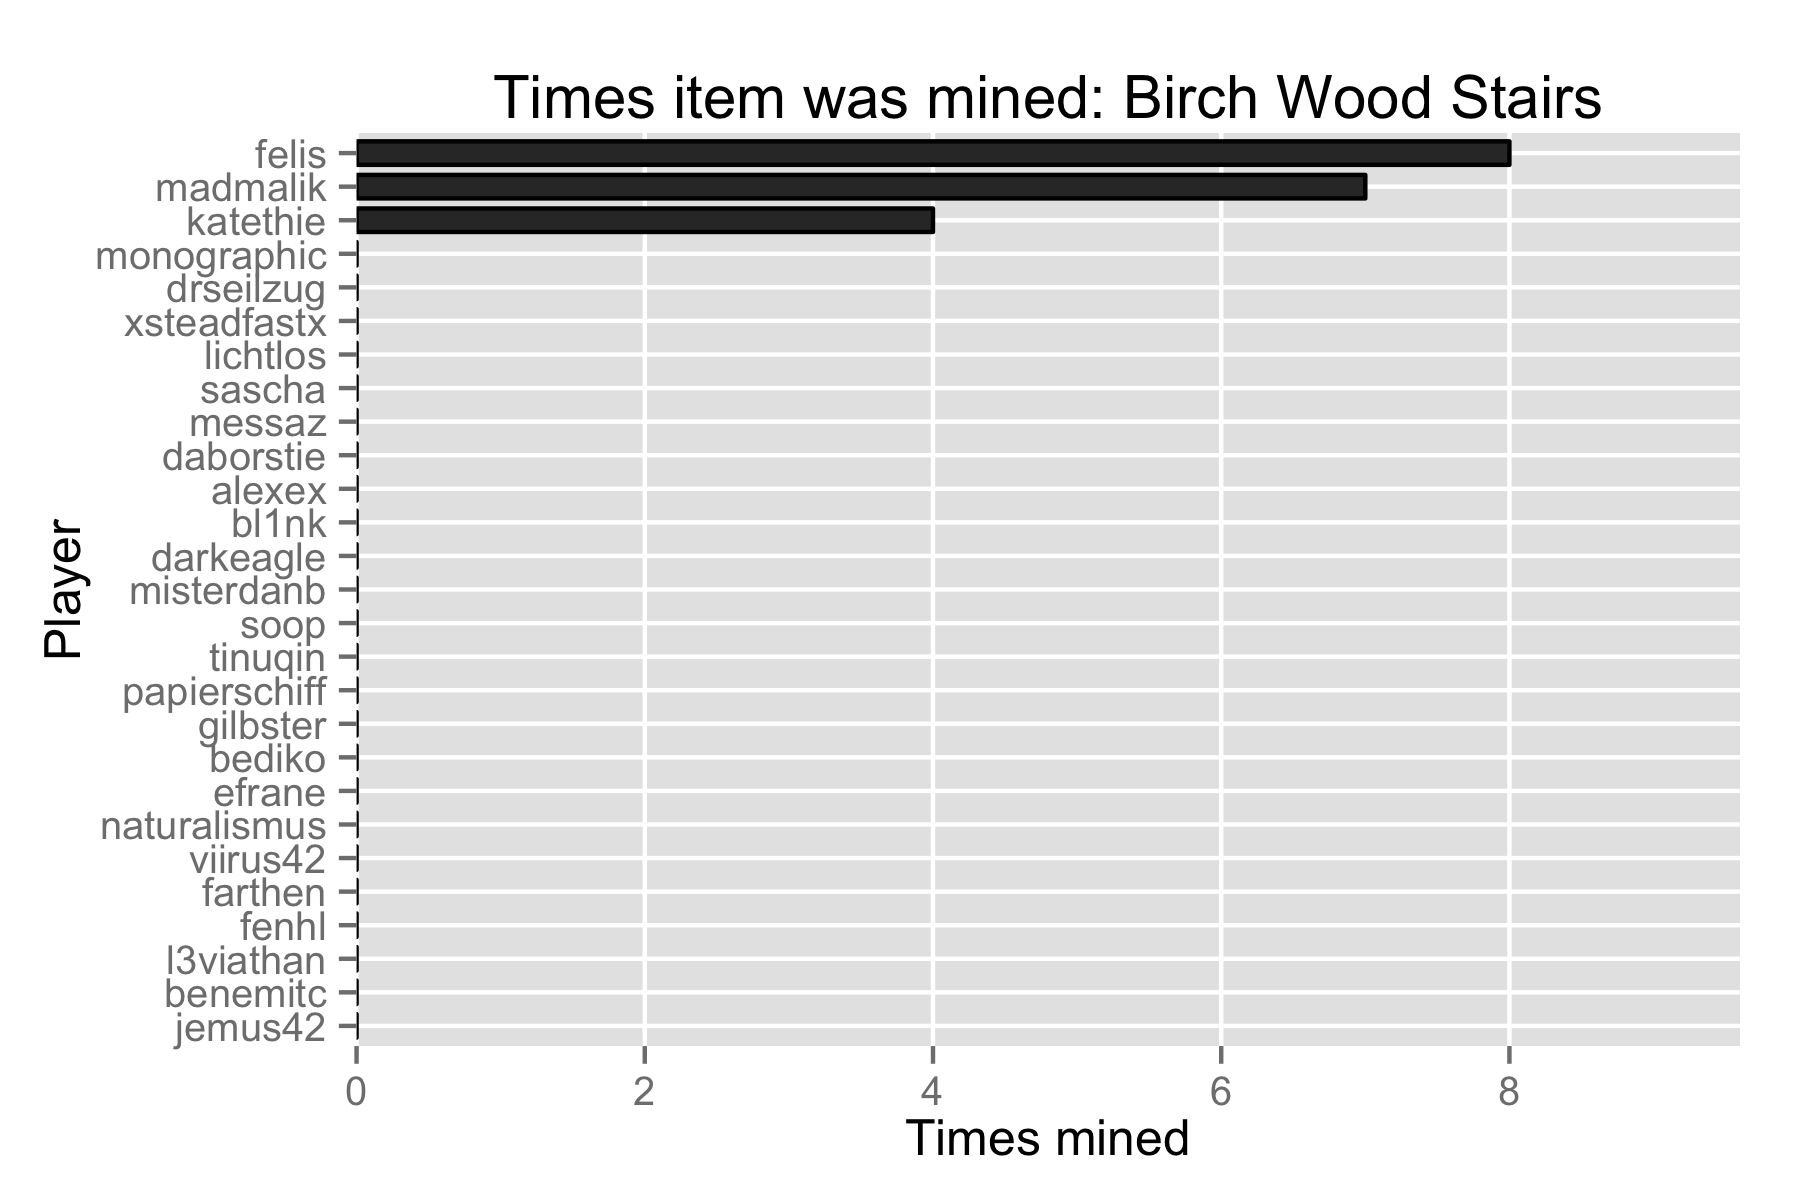 Times item was mined: Birch Wood Stairs
felis
madmalik
katethie
monographic
drseilzug
xsteadfastx
lichtlos
sascha
messaz
daborstie
alexex
bl1nk
darkeagle
misterdanb
soop
tinuqin
papierschiff
gilbster
bediko
efrane
naturalismus
viirus42
farthen
fenhl
l3viathan
benemitc
jemus42
Player
0 2 4 6 8
Times mined